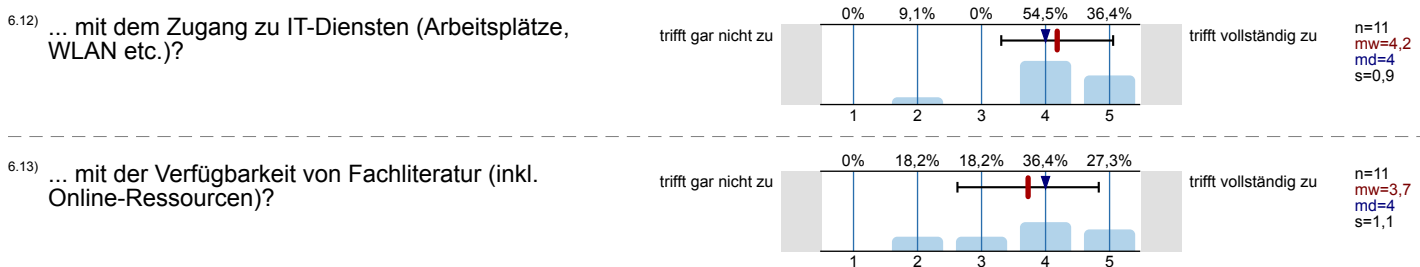 6.12) ... mit dem Zugang zu IT-Diensten (Arbeitsplätze,
WLAN etc.)?
trifft gar nicht zu
0% 9,1% 0% 54,5% 36,4%
1 2 3 4 5
trifft vollständig zu
n=11
mw=4,2
md=4
s=0,9
6.13) ... mit der Verfügbarkeit von Fachliteratur (inkl.
Online-Ressourcen)?
trifft gar nicht zu
0% 18,2% 18,2% 36,4% 27,3%
1 2 3 4 5
trifft vollständig zu
n=11
mw=3,7
md=4
s=1,1